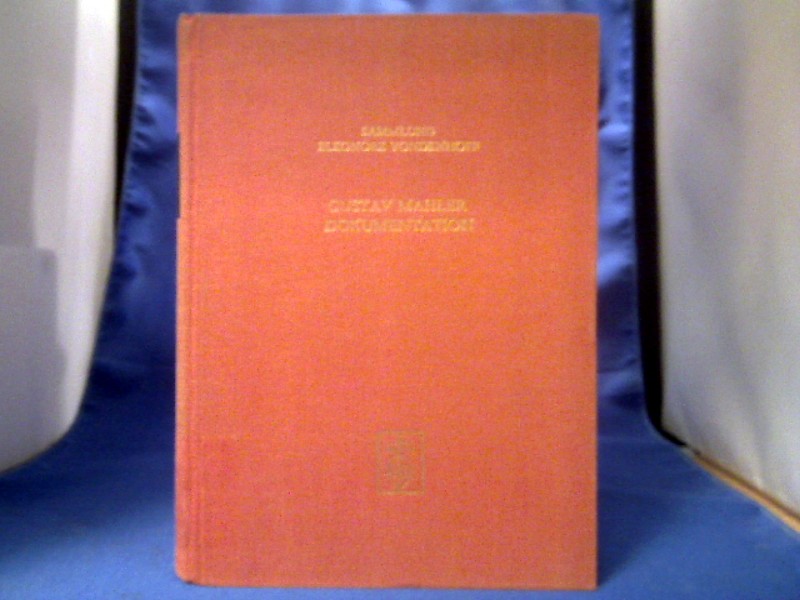 SAMMLUNG
ELEONORE VONDENHOFF
GUSTAV MAHLER
DOKUMENTATION